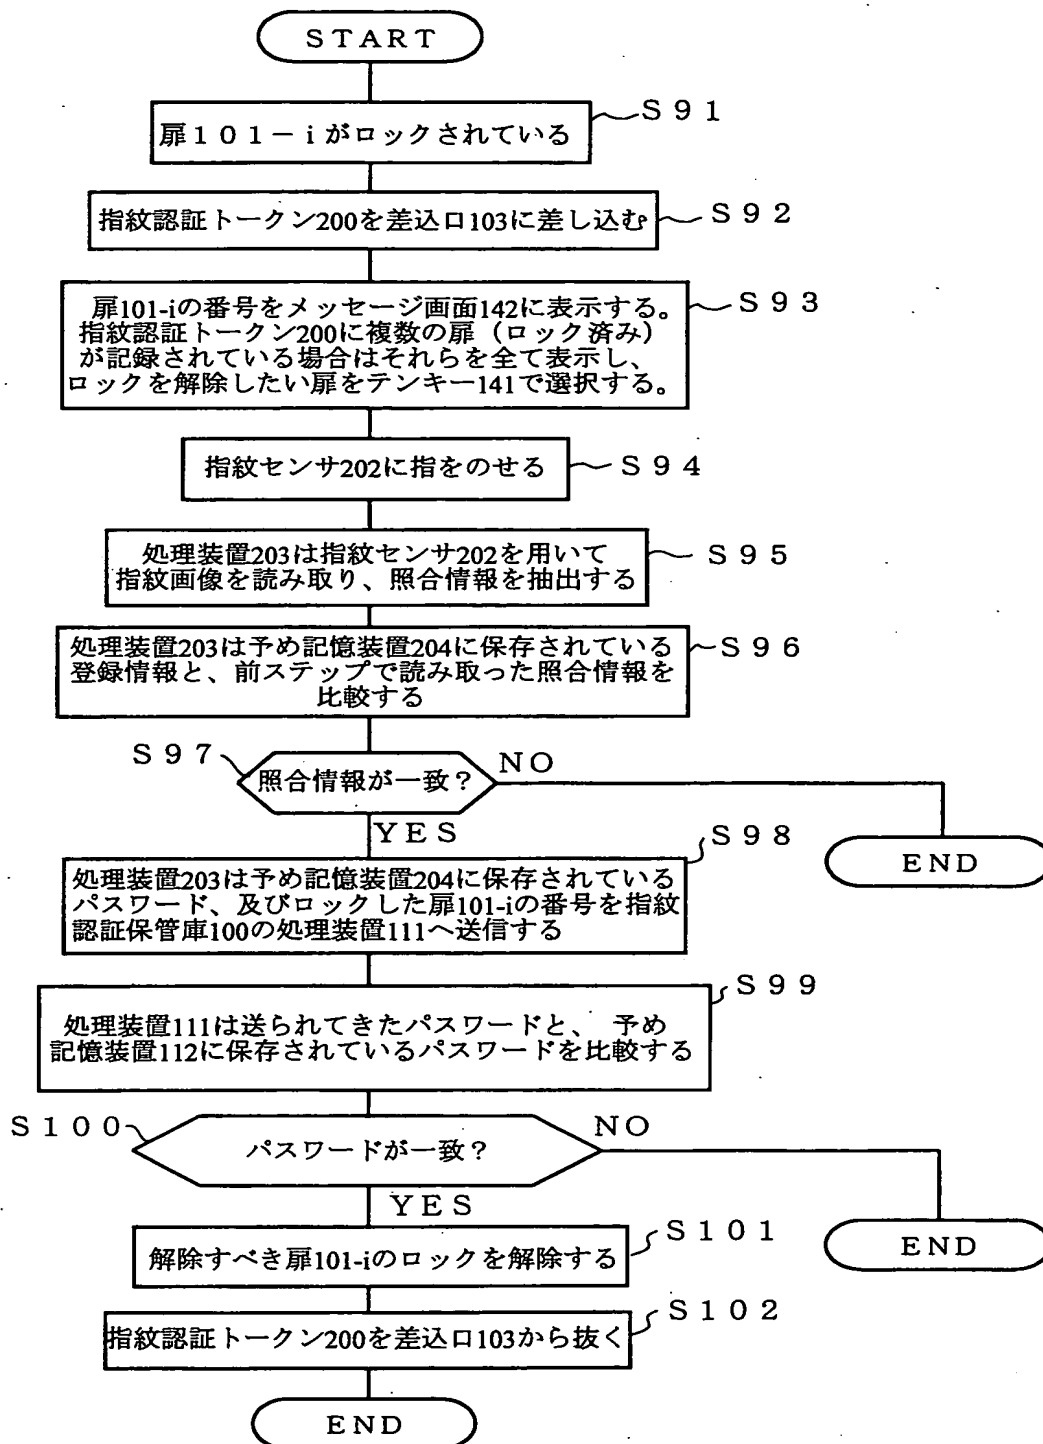 START
扉101-iがロックされている
S91
指紋認証トークン200を差込口103に差し込む
S92
扉101-iの番号をメッセージ画面142に表示する。
指紋認証トークン200に複数の扉（ロック済み）
が記録されている場合はそれらを全て表示し、
ロックを解除したい扉をテンキー141で選択する。
S93
指紋センサ202に指をのせる
S94
処理装置203は指紋センサ202を用いて
指紋画像を読み取り、照合情報を抽出する
S95
処理装置203は予め記憶装置204に保存されている
登録情報と、前ステップで読み取った照合情報を
比較する
S96
S97
照合情報が一致？
NO
YES
END
処理装置203は予め記憶装置204に保存されている
パスワード、及びロックした扉101-iの番号を指紋
認証保管庫100の処理装置111へ送信する
S98
処理装置111は送られてきたパスワードと、 予め
記憶装置112に保存されているパスワードを比較する
S99
S100
パスワードが一致？
NO
YES
END
解除すべき扉101-iのロックを解除する
S101
指紋認証トークン200を差込口103から抜く
S102
END